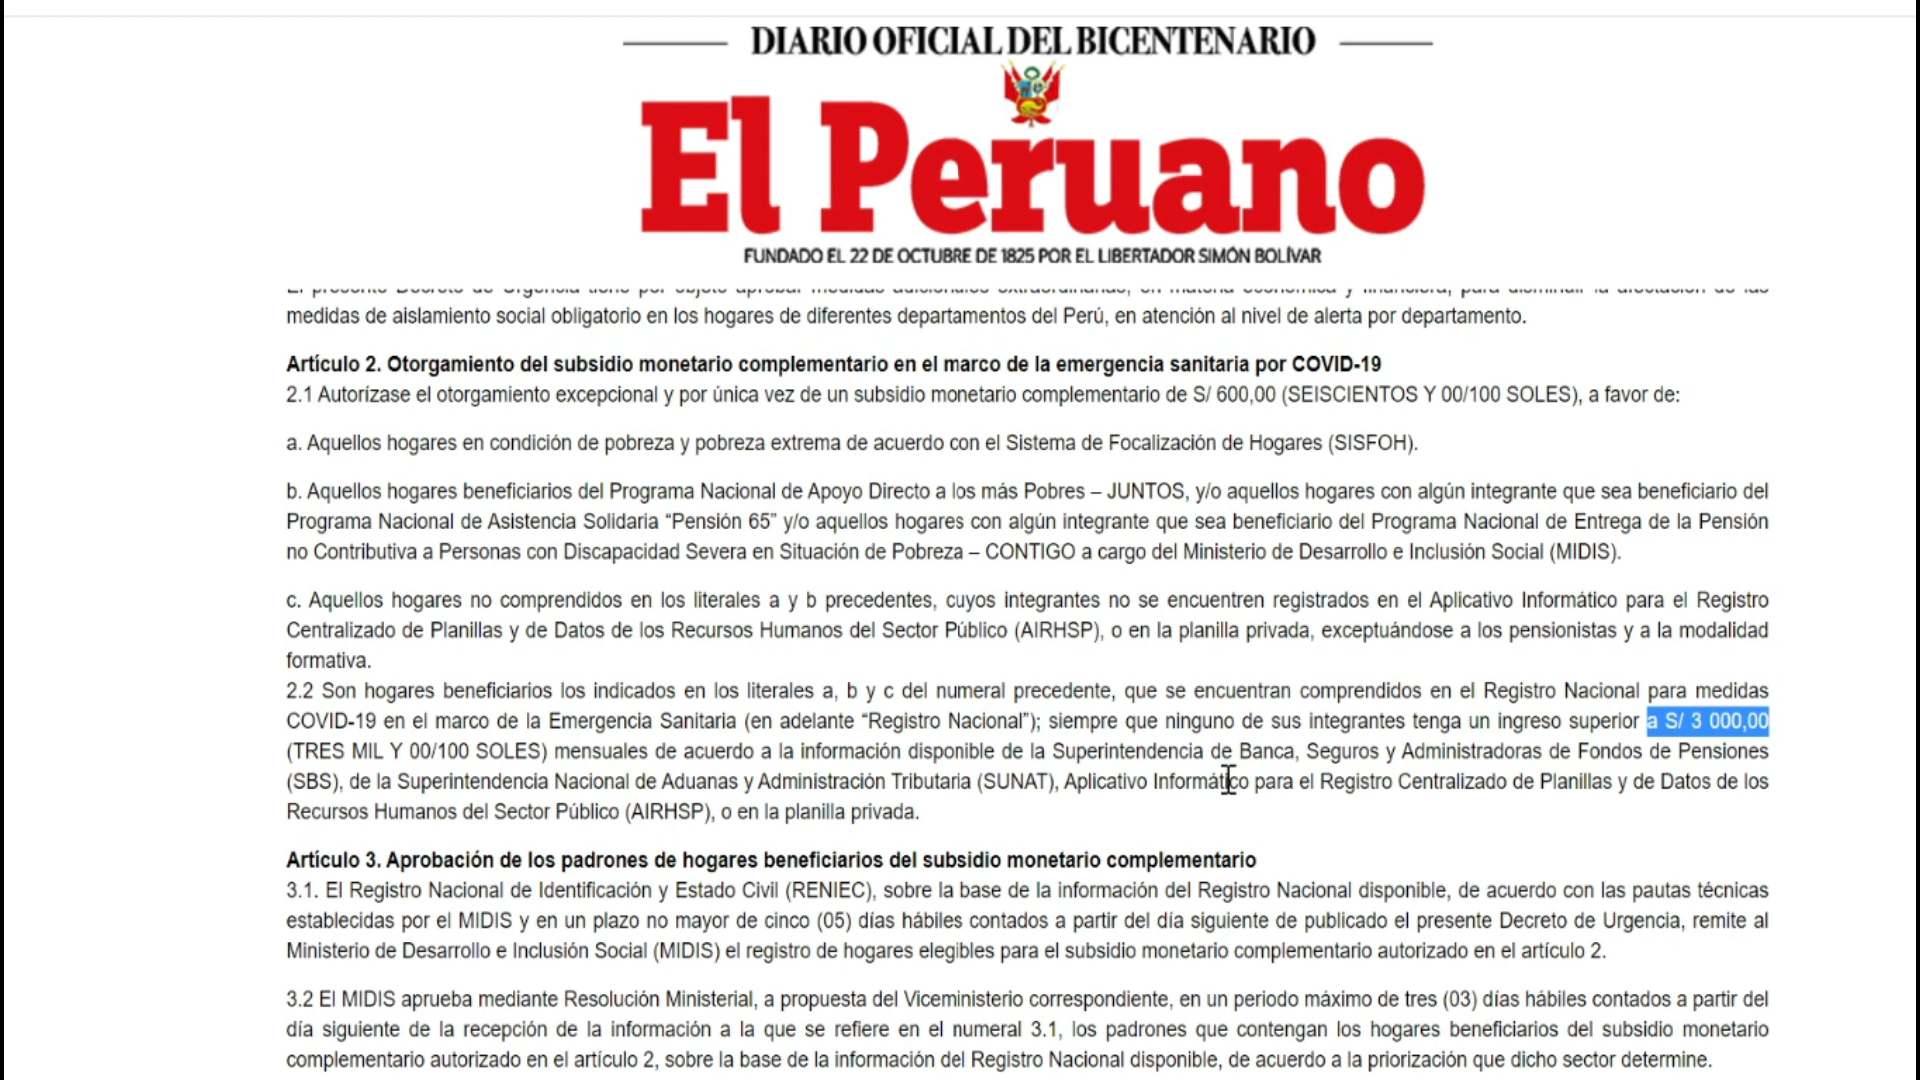 DIARIO OFICIAL DEL BICENTENARIO
El Peruano
FUNDADO EL 22 DE OCTUBRE DE 1825 POR EL LIBERTADOR SIMÓN BOLÍVAR
El presente Decreto de Urgencia tiene por objeto aprobar medidas adicionales extraordinarias, en materia económica y financiera, para disminuir la afectación de las
medidas de aislamiento social obligatorio en los hogares de diferentes departamentos del Perú, en atención al nivel de alerta por departamento.
Artículo 2. Otorgamiento del subsidio monetario complementario en el marco de la emergencia sanitaria por COVID-19
2.1 Autorízase el otorgamiento excepcional y por única vez de un subsidio monetario complementario de S/ 600,00 (SEISCIENTOS Y 00/100 SOLES), a favor de:
a. Aquellos hogares en condición de pobreza y pobreza extrema de acuerdo con el Sistema de Focalización de Hogares (SISFOH).
b. Aquellos hogares beneficiarios del Programa Nacional de Apoyo Directo a los más Pobres – JUNTOS, y/o aquellos hogares con algún integrante que sea beneficiario del
Programa Nacional de Asistencia Solidaria “Pensión 65” y/o aquellos hogares con algún integrante que sea beneficiario del Programa Nacional de Entrega de la Pensión
no Contributiva a Personas con Discapacidad Severa en Situación de Pobreza – CONTIGO a cargo del Ministerio de Desarrollo e Inclusión Social (MIDIS).
c. Aquellos hogares no comprendidos en los literales a y b precedentes, cuyos integrantes no se encuentren registrados en el Aplicativo Informático para el Registro
Centralizado de Planillas y de Datos de los Recursos Humanos del Sector Público (AIRHSP), o en la planilla privada, exceptuándose a los pensionistas y a la modalidad
formativa.
2.2 Son hogares beneficiarios los indicados en los literales a, b y c del numeral precedente, que se encuentran comprendidos en el Registro Nacional para medidas
COVID-19 en el marco de la Emergencia Sanitaria (en adelante “Registro Nacional”); siempre que ninguno de sus integrantes tenga un ingreso superior a S/ 3 000,00
(TRES MIL Y 00/100 SOLES) mensuales de acuerdo a la información disponible de la Superintendencia de Banca, Seguros y Administradoras de Fondos de Pensiones
(SBS), de la Superintendencia Nacional de Aduanas y Administración Tributaria (SUNAT), Aplicativo Informático para el Registro Centralizado de Planillas y de Datos de los
Recursos Humanos del Sector Público (AIRHSP), o en la planilla privada.
Artículo 3. Aprobación de los padrones de hogares beneficiarios del subsidio monetario complementario
3.1. El Registro Nacional de Identificación y Estado Civil (RENIEC), sobre la base de la información del Registro Nacional disponible, de acuerdo con las pautas técnicas
establecidas por el MIDIS y en un plazo no mayor de cinco (05) días hábiles contados a partir del día siguiente de publicado el presente Decreto de Urgencia, remite al
Ministerio de Desarrollo e Inclusión Social (MIDIS) el registro de hogares elegibles para el subsidio monetario complementario autorizado en el artículo 2.
3.2 El MIDIS aprueba mediante Resolución Ministerial, a propuesta del Viceministerio correspondiente, en un periodo máximo de tres (03) días hábiles contados a partir del
día siguiente de la recepción de la información a la que se refiere en el numeral 3.1, los padrones que contengan los hogares beneficiarios del subsidio monetario
complementario autorizado en el artículo 2, sobre la base de la información del Registro Nacional disponible, de acuerdo a la priorización que dicho sector determine.